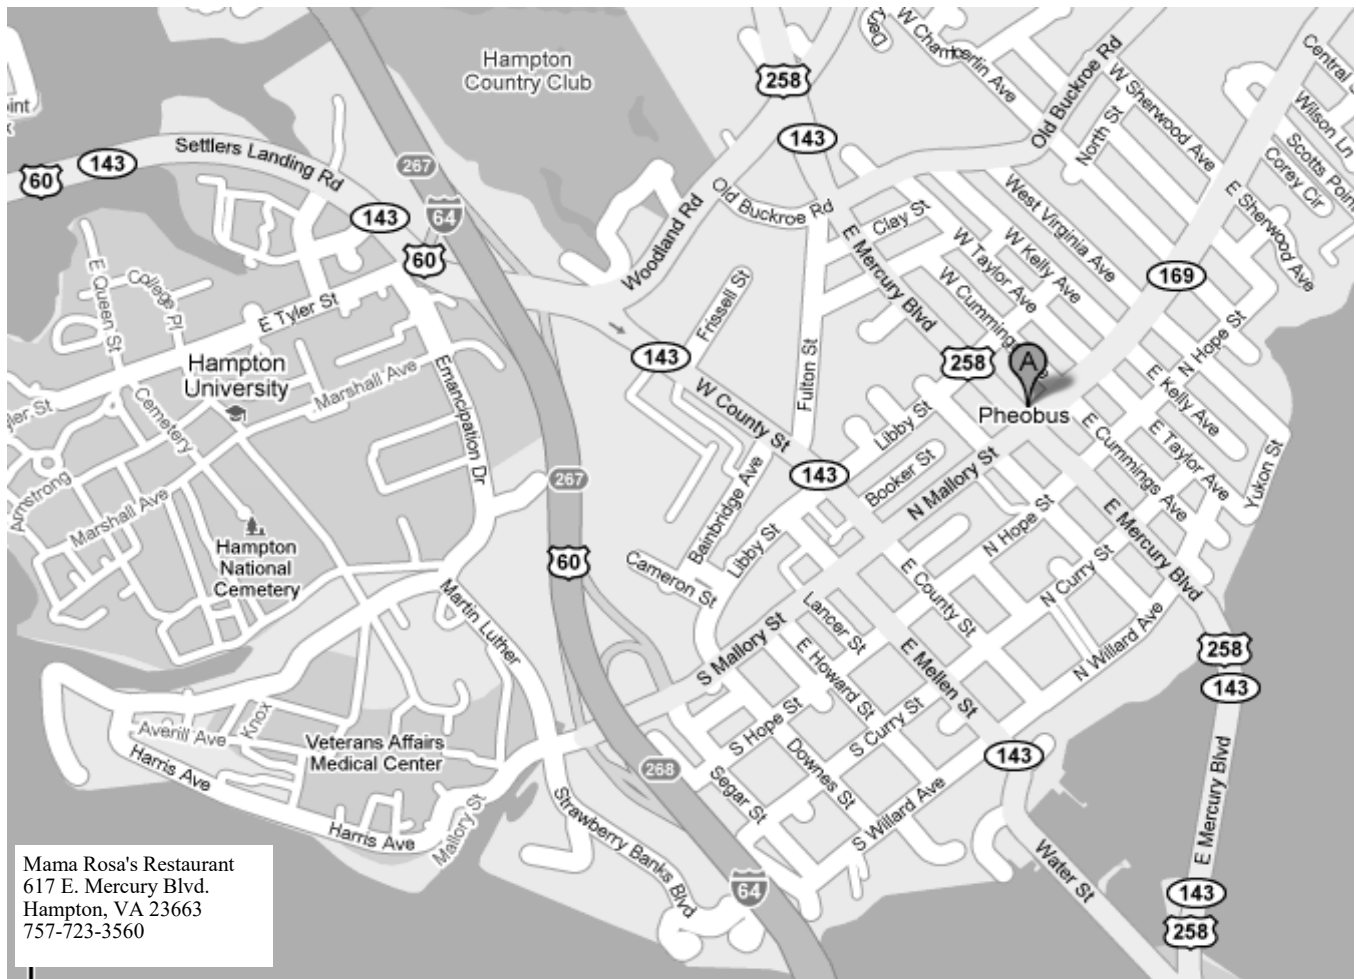 Hampton
Country Club
258
Dec
W Chamberlin Ave
Old Buckroe Rd
W Sherwood Ave
North St
Central
Wilson Ln
Scotts Point
Corey Cir
E Sherwood Ave
143
60
143
Settlers Landing Rd
267
64
143
60
Woodland Rd
Old Buckroe Rd
E Mercury Blvd
Clay St
W Taylor Ave
W Kelly Ave
West Virginia Ave
W Cummings Ave
169
N Hope St
E Queen St
College Pl
E Tyler St
Hampton
University
Marshall Ave
Cemetery
Emancipation Dr
Frissell St
143
W County St
Fulton St
258
A
Pheobus
E Kelly Ave
E Taylor Ave
E Cummings Ave
Yukon St
yler St
Armstrong
Marshall Ave
Hampton
National
Cemetery
267
60
Bainbridge Ave
143
Libby St
Booker St
N Mallory St
N Hope St
E Mercury Blvd
Cameron St
Libby St
E County St
N Curry St
N Willard Ave
Martin Luther
S Mallory St
Lancer St
E Howard St
E Mellen St
258
143
Averill Ave
Knox
Harris Ave
Veterans Affairs
Medical Center
S Hope St
S Curry St
Downes St
Segar St
268
143
S Willard Ave
E Mercury Blvd
Harris Ave
Mallory St
Strawberry Banks Blvd
64
Water St
143
258
Mama Rosa's Restaurant
617 E. Mercury Blvd.
Hampton, VA 23663
757-723-3560